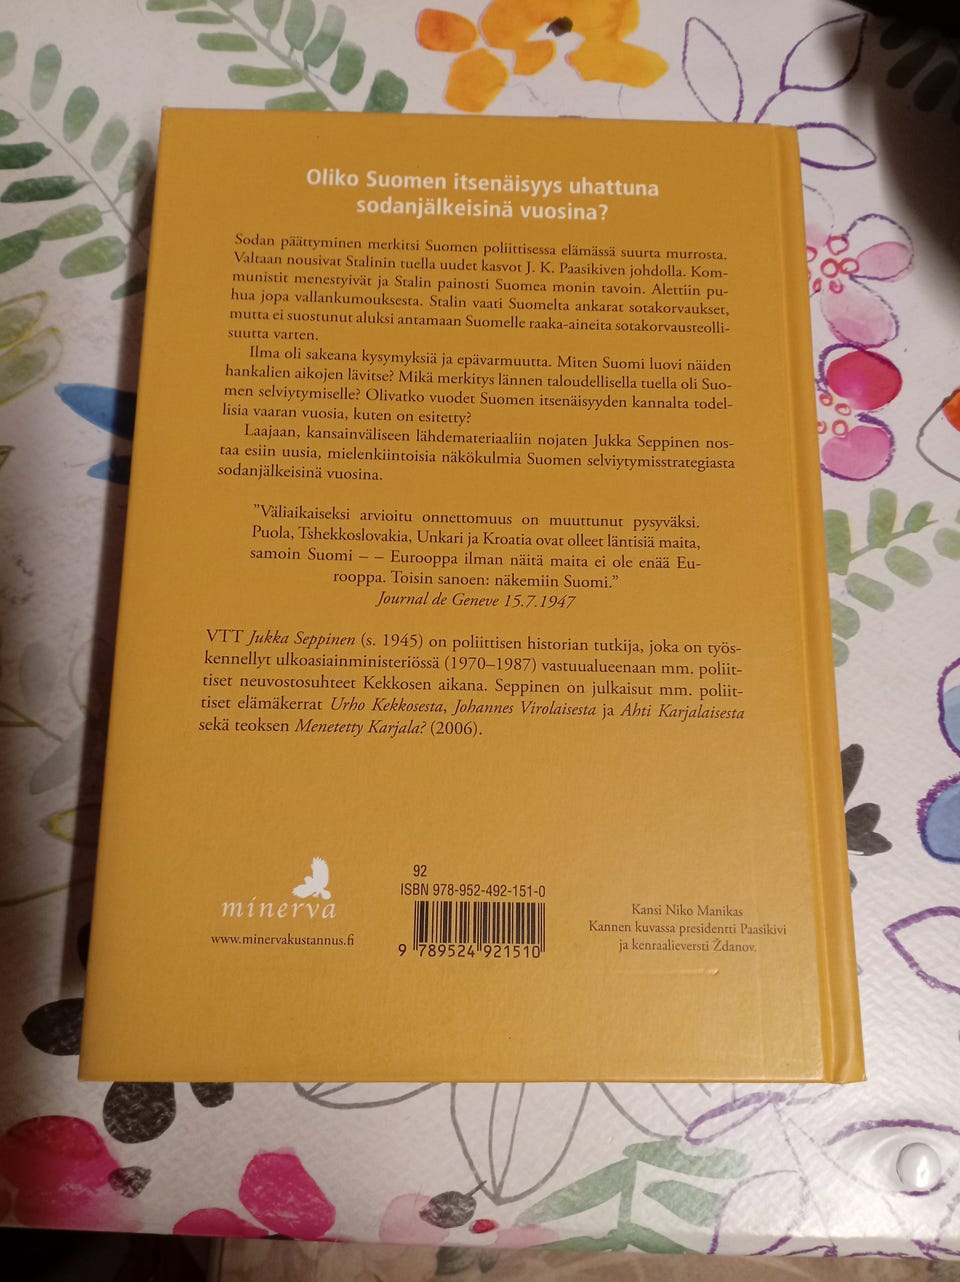 Oliko Suomen itsenäisyys uhattuna
sodanjälkeisinä vuosina?
Sodan päättyminen merkitsi Suomen poliittisessa elämässä suurta murrosta.
Valtaan nousivat Stalinin tuella uudet kasvot J. K. Paasikiven johdolla. Kom-
munistit menestyivät ja Stalin painosti Suomea monin tavoin. Alettiin pu-
hua jopa vallankumouksesta. Stalin vaati Suomelta ankarat sotakorvaukset,
mutta ei suostunut aluksi antamaan Suomelle raaka-aineita sotakorvausteolli-
suutta varten.
Ilma oli sakeana kysymyksiä ja epävarmuutta. Miten Suomi luovi näiden
hankalien aikojen lävitse? Mikä merkitys lännen taloudellisella tuella oli Suo-
men selviytymiselle? Olivatko vuodet Suomen itsenäisyyden kannalta todel-
lisia vaaran vuosia, kuten on esitetty?
Laajaan, kansainväliseen lähdemateriaaliin nojaten Jukka Seppinen nos-
taa esiin uusia, mielenkiintoisia näkökulmia Suomen selviytymisstrategiasta
sodanjälkeisinä vuosina.
”Väliaikaiseksi arvioitu onnettomuus on muuttunut pysyväksi.
Puola, Tshekkoslovakia, Unkari ja Kroatia ovat olleet läntisiä maita,
samoin Suomi – – Eurooppa ilman näitä maita ei ole enää Eu-
rooppa. Toisin sanoen: näkemiin Suomi.”
Journal de Geneve 15.7.1947
VTT Jukka Seppinen (s. 1945) on poliittisen historian tutkija, joka on työs-
kennellyt ulkoasiainministeriössä (1970–1987) vastuualueenaan mm. poliit-
tiset neuvostosuhteet Kekkosen aikana. Seppinen on julkaisut mm. poliit-
tiset elämäkerrat Urho Kekkosesta, Johannes Virolaisesta ja Ahti Karjalaisesta
sekä teoksen Menetetty Karjala? (2006).
minerva
www.minervakustannus.fi
92
ISBN 978-952-492-151-0
9 789524 921510
Kansi Niko Manikas
Kannen kuvassa presidentti Paasikivi
ja kenraalieversti Ždanov.